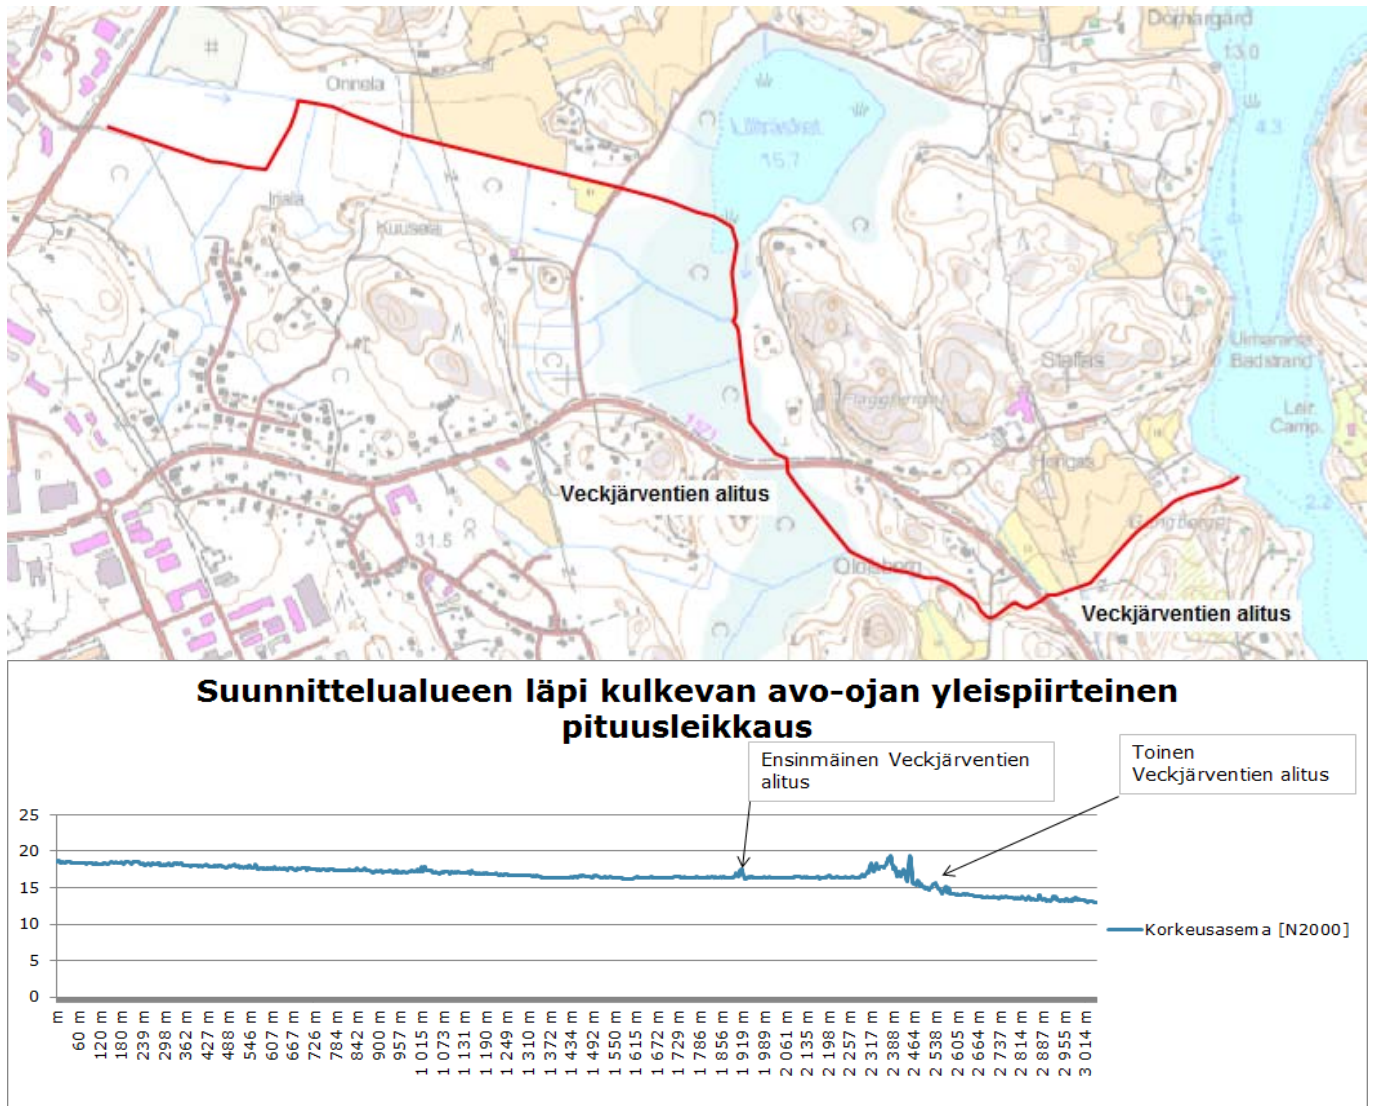 Domargård
13.0
Onnela
4.3
Lillträsket
15.7
Irjala
Kuusela
Uimaranta
Badstrand
Staffas
Flaggberget
Leir.
Camp.
1521
Veckjärventien alitus
31.5
2.2
Veckjärventien alitus
Suunnittelualueen läpi kulkevan avo-ojan yleispiirteinen
pituusleikkaus
Ensinmäinen Veckjärventien
alitus
Toinen
Veckjärventien alitus
25
20
15
10
5
0
Korkeusasema [N2000]
m
60 m
120 m
180 m
239 m
298 m
362 m
427 m
488 m
546 m
607 m
667 m
726 m
784 m
842 m
900 m
957 m
1 015 m
1 073 m
1 131 m
1 190 m
1 249 m
1 310 m
1 372 m
1 434 m
1 492 m
1 550 m
1 615 m
1 672 m
1 729 m
1 786 m
1 856 m
1 919 m
1 989 m
2 061 m
2 135 m
2 198 m
2 257 m
2 317 m
2 388 m
2 464 m
2 538 m
2 605 m
2 664 m
2 737 m
2 814 m
2 887 m
2 955 m
3 014 m